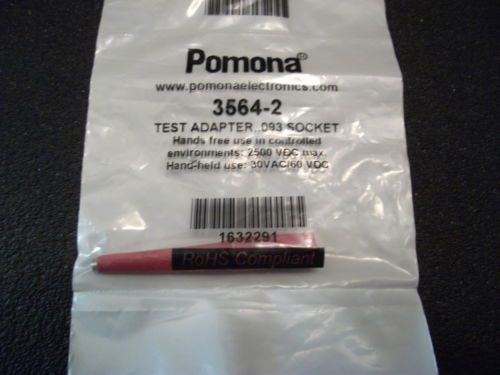 Pomona®
www.pomonaelectronics.com
3564-2
TEST ADAPTER .093 SOCKET
Hands free use in controlled
environments: 2500 VDC max.
Hand-held use: 30VAC/60 VDC
1632291
RoHS Compliant